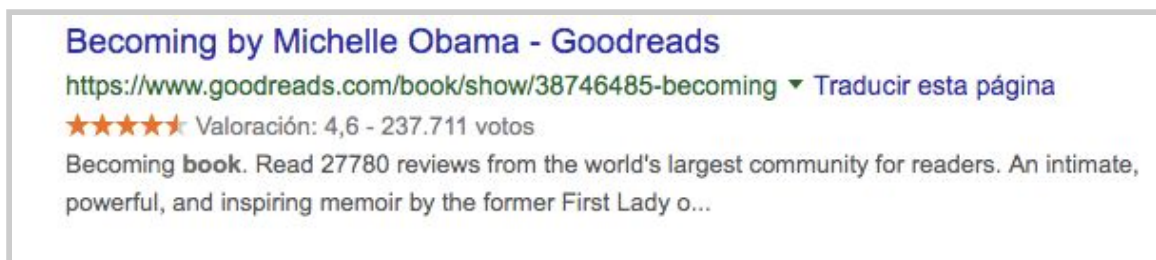 Becoming by Michelle Obama - Goodreads
https://www.goodreads.com/book/show/38746485-becoming ▾ Traducir esta página
★★★★★ Valoración: 4,6 - 237.711 votos
Becoming book. Read 27780 reviews from the world's largest community for readers. An intimate,
powerful, and inspiring memoir by the former First Lady o...